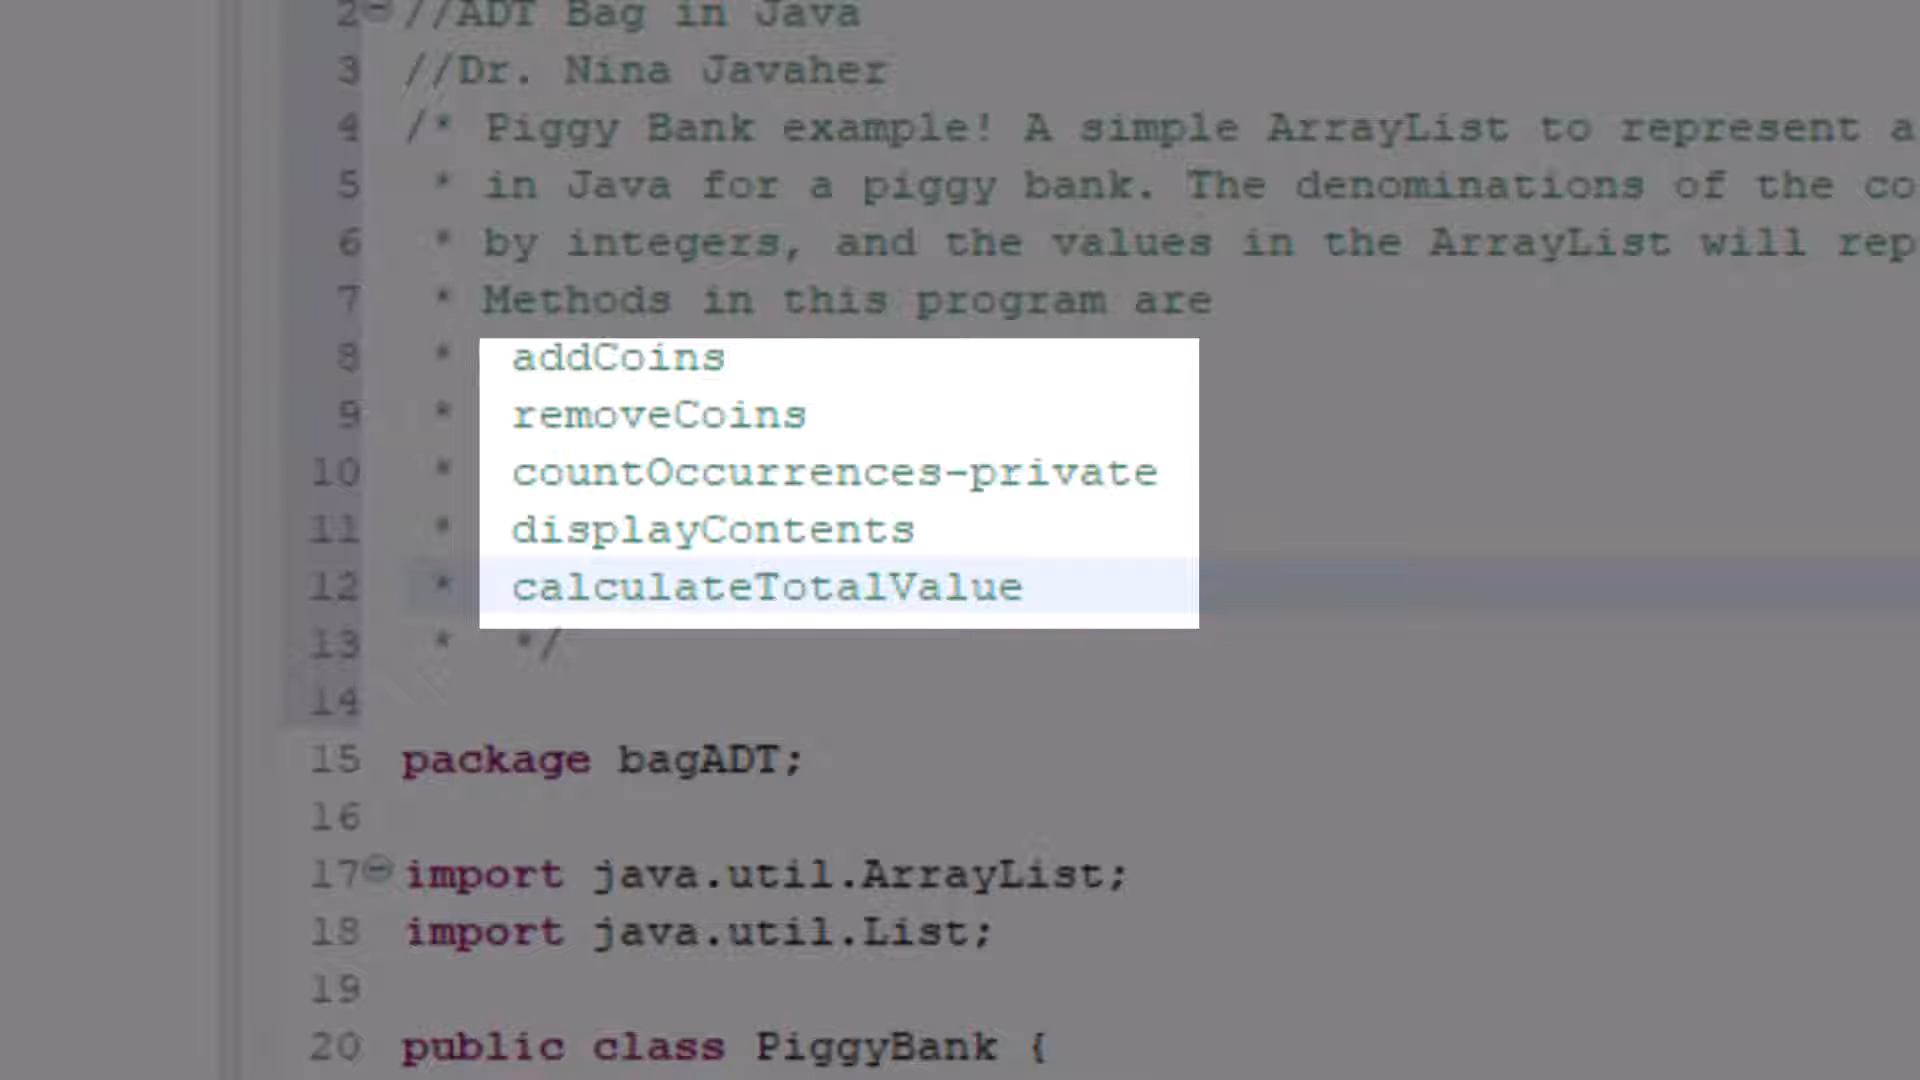 2 //ADT Bag in Java
3 //Dr. Nina Javaher
4 /* Piggy Bank example! A simple ArrayList to represent a
5 * in Java for a piggy bank. The denominations of the co
6 * by integers, and the values in the ArrayList will rep
7 * Methods in this program are
8 * addCoins
9 * removeCoins
10 * countOccurrences-private
11 * displayContents
12 * calculateTotalValue
13 * */
14
15 package bagADT;
16
17 import java.util.ArrayList;
18 import java.util.List;
19
20 public class PiggyBank {